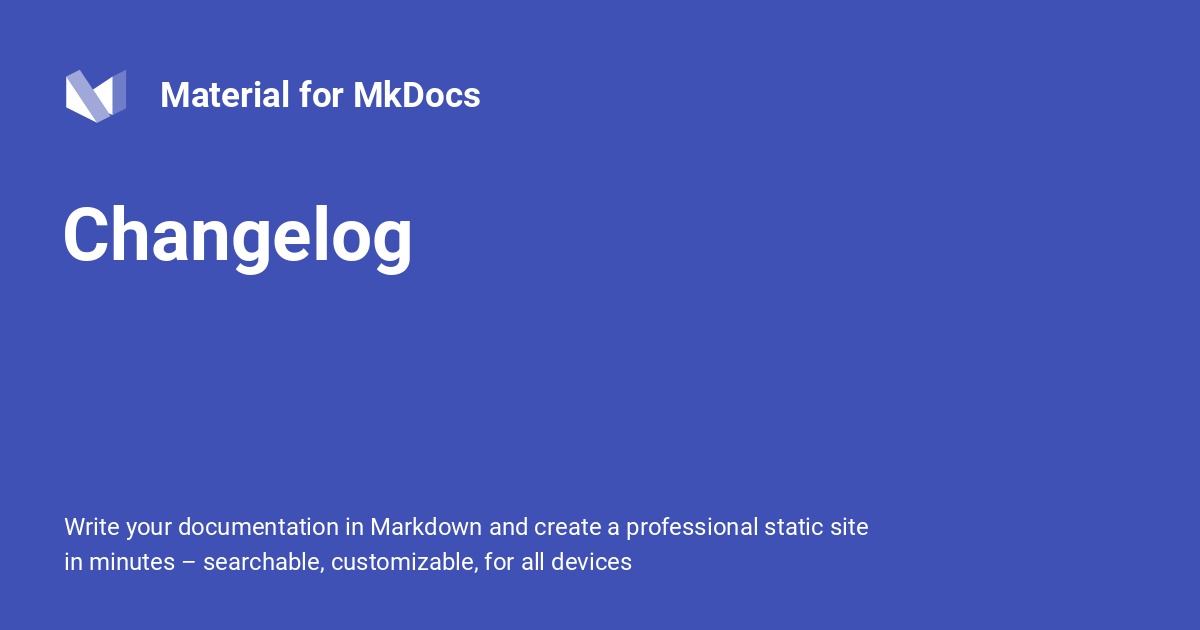 Material for MkDocs
Changelog
Write your documentation in Markdown and create a professional static site
in minutes – searchable, customizable, for all devices